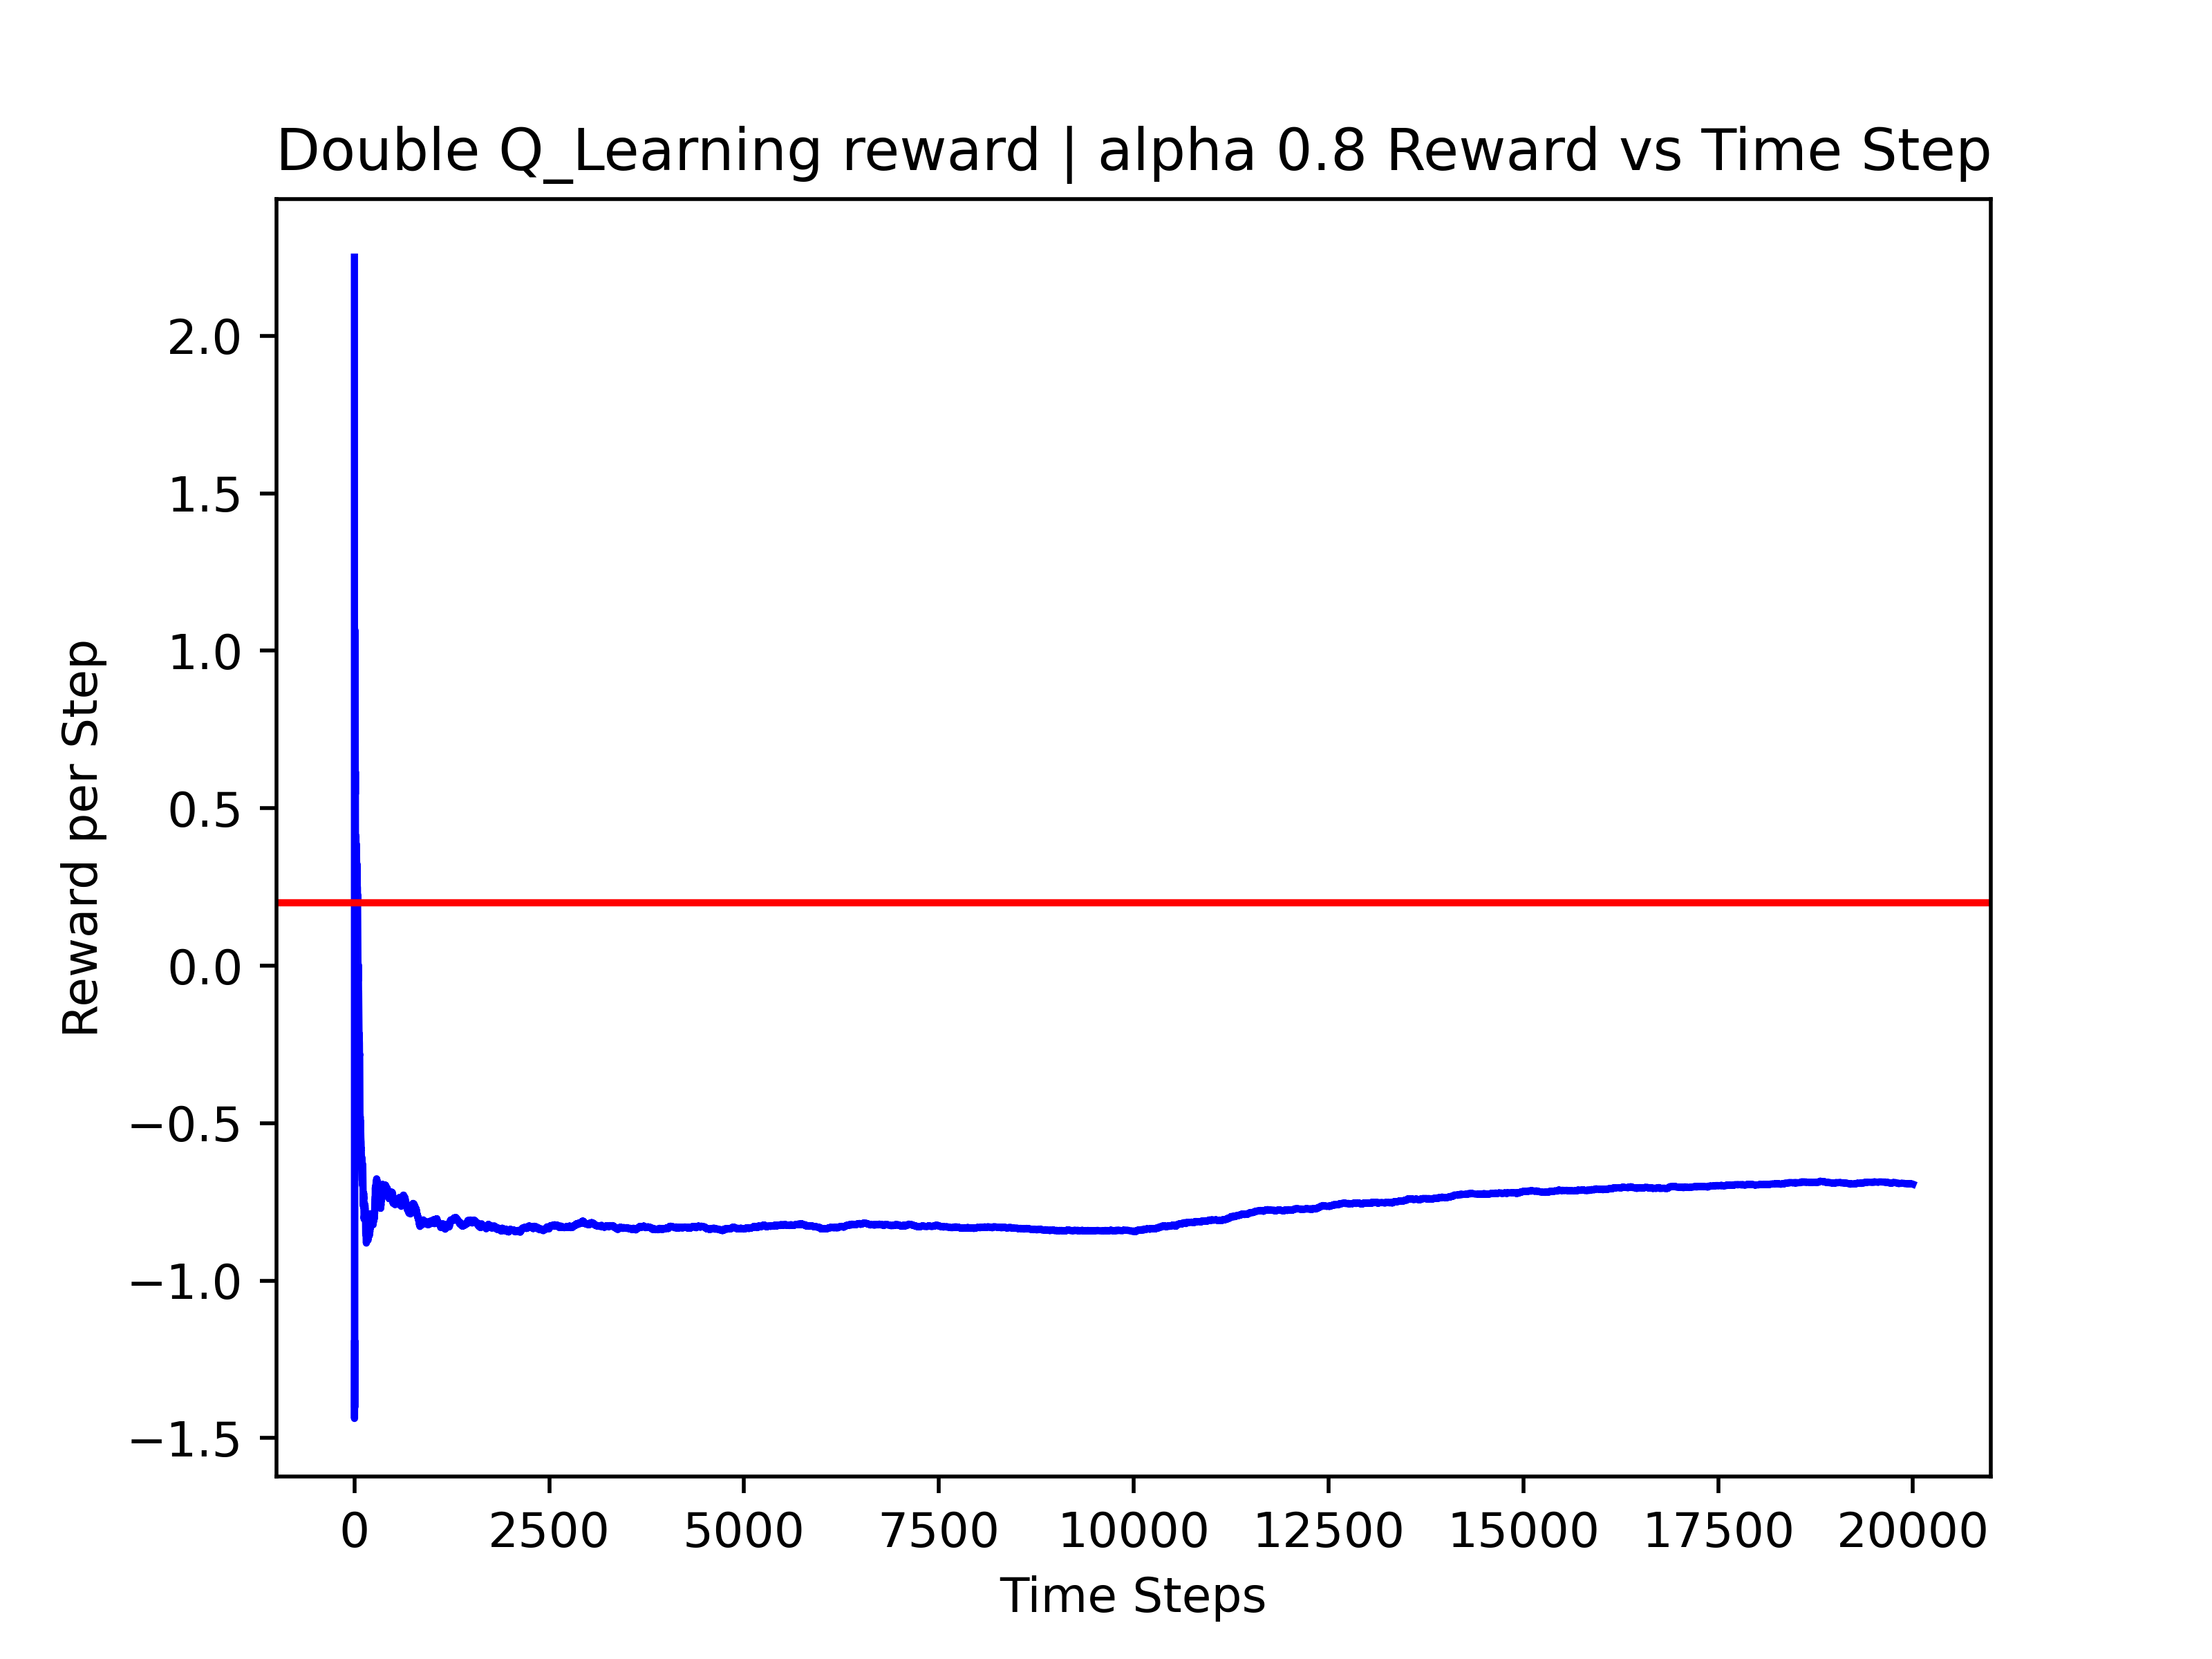 Double Q_Learning reward | alpha 0.8 Reward vs Time Step
Reward per Step
2.0
1.5
1.0
0.5
0.0
−0.5
−1.0
−1.5
0 2500 5000 7500 10000 12500 15000 17500 20000
Time Steps